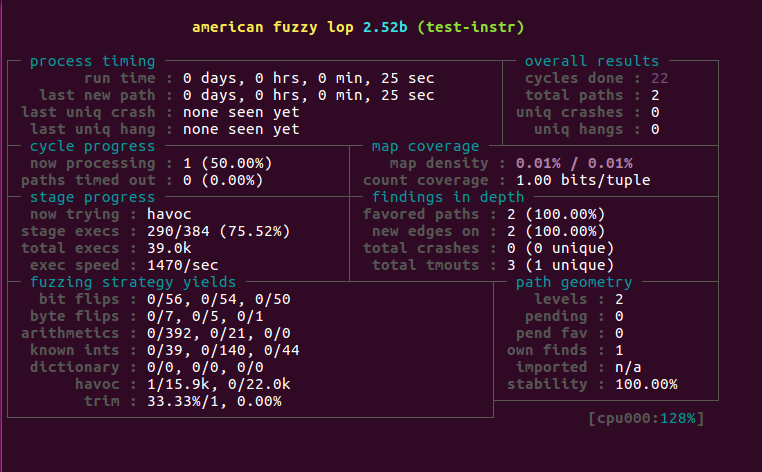 american fuzzy lop 2.52b (test-instr)
process timing overall results
run time : 0 days, 0 hrs, 0 min, 25 sec cycles done : 22
last new path : 0 days, 0 hrs, 0 min, 25 sec total paths : 2
last uniq crash : none seen yet uniq crashes : 0
last uniq hang : none seen yet uniq hangs : 0
cycle progress map coverage
now processing : 1 (50.00%) map density : 0.01% / 0.01%
paths timed out : 0 (0.00%) count coverage : 1.00 bits/tuple
stage progress findings in depth
now trying : havoc favored paths : 2 (100.00%)
stage execs : 290/384 (75.52%) new edges on : 2 (100.00%)
total execs : 39.0k total crashes : 0 (0 unique)
exec speed : 1470/sec total tmouts : 3 (1 unique)
fuzzing strategy yields path geometry
bit flips : 0/56, 0/54, 0/50 levels : 2
byte flips : 0/7, 0/5, 0/1 pending : 0
arithmetics : 0/392, 0/21, 0/0 pend fav : 0
known ints : 0/39, 0/140, 0/44 own finds : 1
dictionary : 0/0, 0/0, 0/0 imported : n/a
havoc : 1/15.9k, 0/22.0k stability : 100.00%
trim : 33.33%/1, 0.00%
[cpu000:128%]